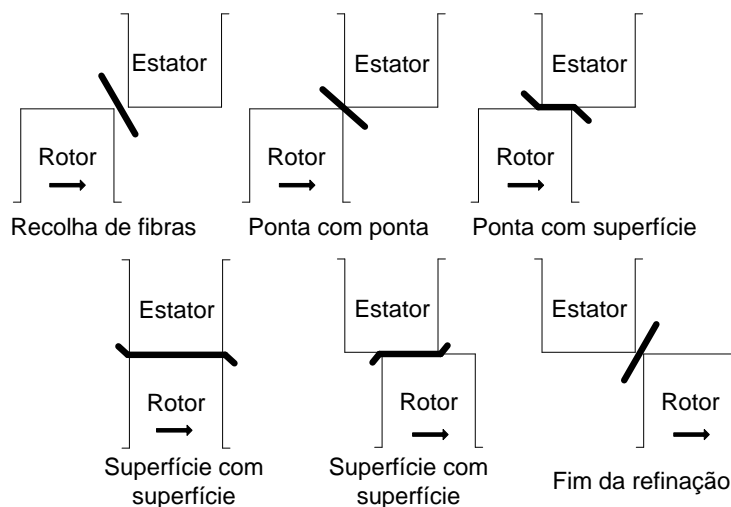 Estator
Rotor
Recolha de fibras
Estator
Rotor
Ponta com ponta
Estator
Rotor
Ponta com superfície
Estator
Rotor
Superfície com
superfície
Estator
Rotor
Superfície com
superfície
Estator
Rotor
Fim da refinação